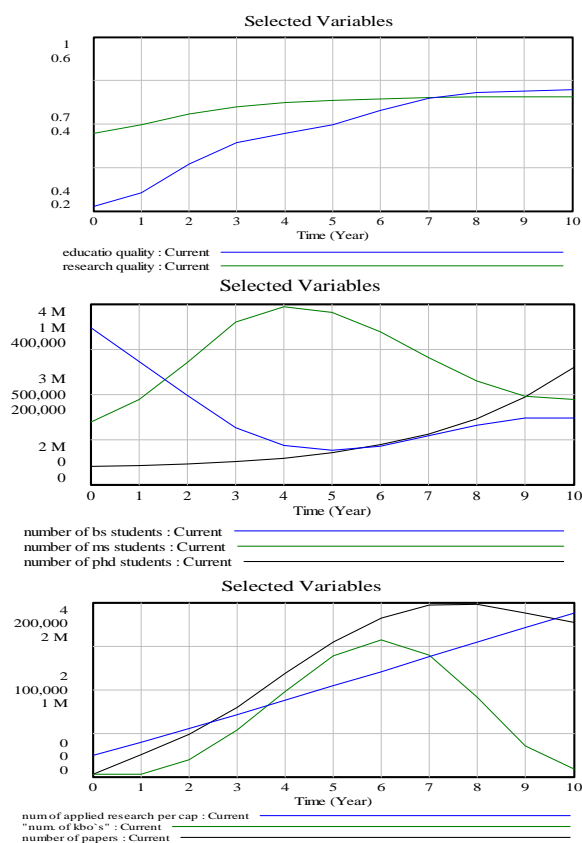 Selected Variables
1
0.6
0.7
0.4
0.4
0.2
0 1 2 3 4 5 6 7 8 9 10
Time (Year)
educatio quality : Current
research quality : Current
Selected Variables
4 M
1 M
400,000
3 M
500,000
200,000
2 M
0
0
0 1 2 3 4 5 6 7 8 9 10
Time (Year)
number of bs students : Current
number of ms students : Current
number of phd students : Current
Selected Variables
4
200,000
2 M
2
100,000
1 M
0
0
0
0 1 2 3 4 5 6 7 8 9 10
Time (Year)
num of applied research per cap : Current
"num. of kbo`s" : Current
number of papers : Current